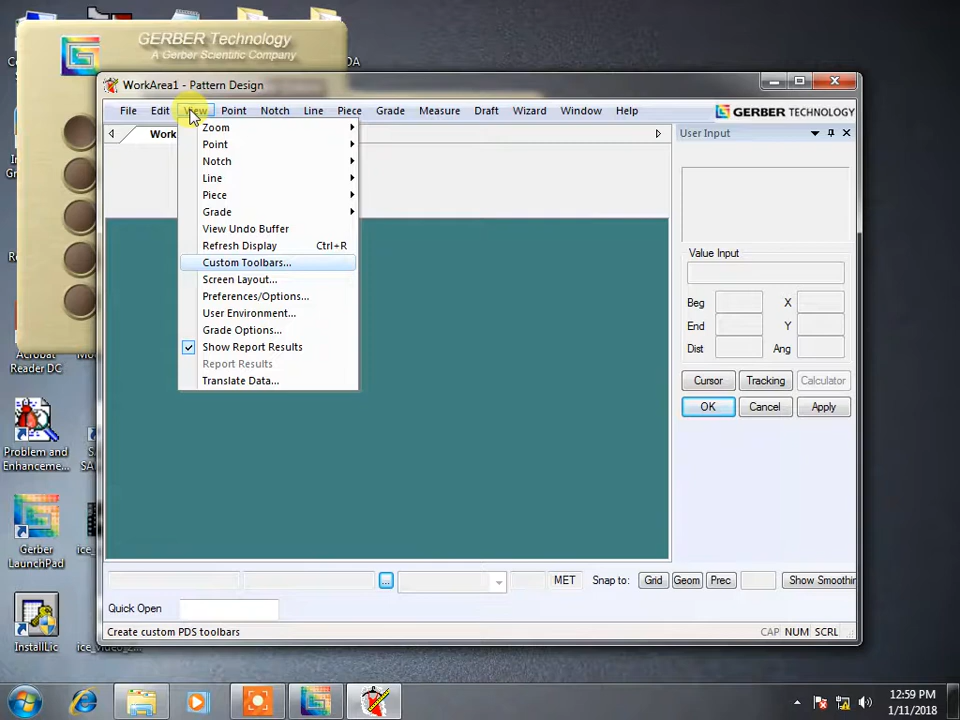 GERBER Technology
A Gerber Scientific Company
WorkArea1 - Pattern Design
File Edit View Point Notch Line Piece Grade Measure Draft Wizard Window Help
GERBER TECHNOLOGY
Work
User Input
Zoom
Point
Notch
Line
Piece
Grade
View Undo Buffer
Refresh Display Ctrl+R
Custom Toolbars...
Screen Layout...
Preferences/Options...
User Environment...
Grade Options...
Show Report Results
Report Results
Translate Data...
Value Input
Beg X
End Y
Dist Ang
Cursor Tracking Calculator
OK Cancel Apply
... MET Snap to: Grid Geom Prec Show Smoothin
Quick Open
Create custom PDS toolbars CAP NUM SCRL
Acrobat
Reader DC
Problem and
Enhanceme...
Gerber
LaunchPad
InstallLic
12:59 PM
1/11/2018